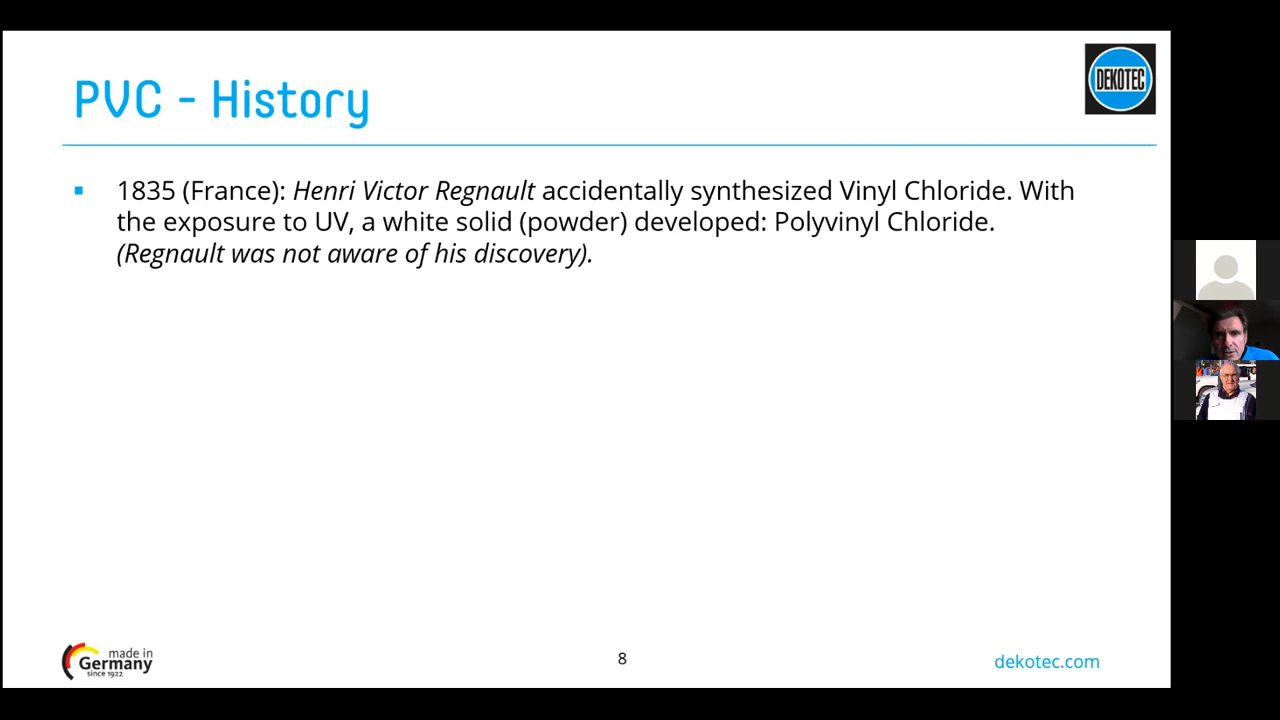 PVC - History
DEKOTEC
▪ 1835 (France): Henri Victor Regnault accidentally synthesized Vinyl Chloride. With
the exposure to UV, a white solid (powder) developed: Polyvinyl Chloride.
(Regnault was not aware of his discovery).
made in
Germany
since 1922
8
dekotec.com